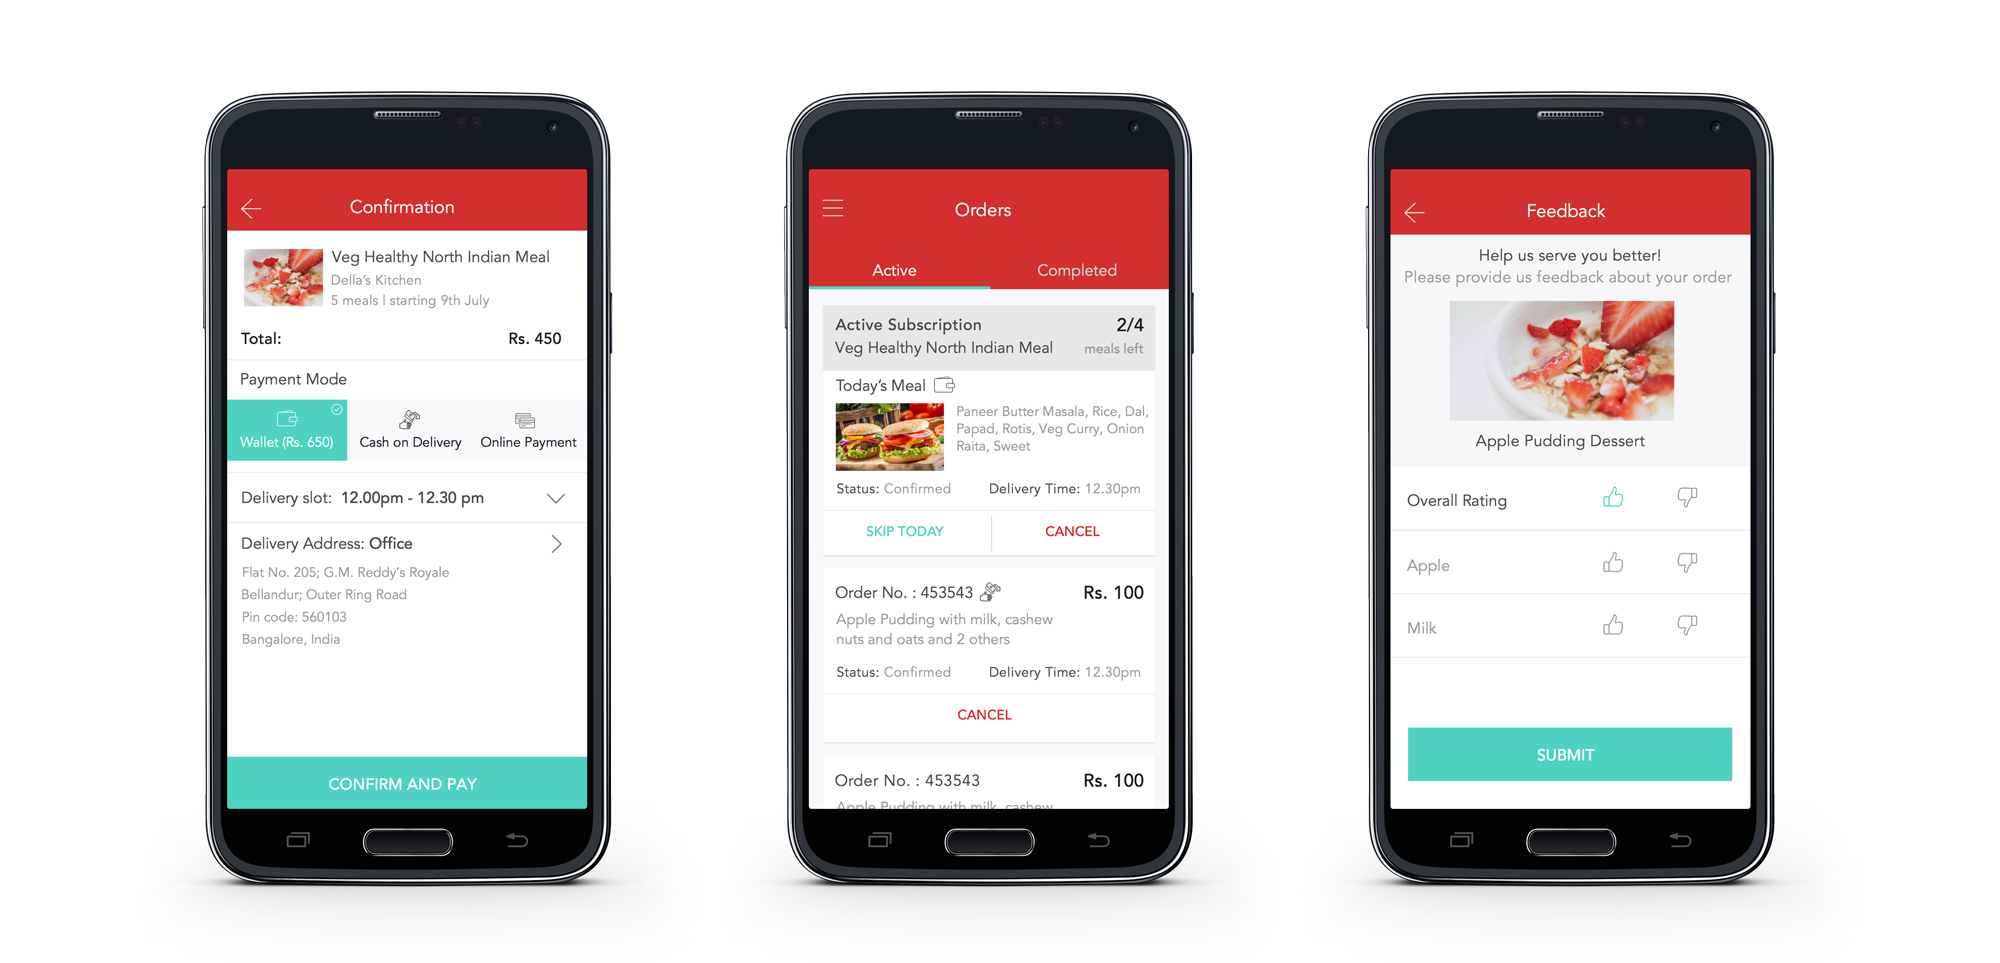 Confirmation
Veg Healthy North Indian Meal
Della's Kitchen
5 meals | starting 9th July
Total: Rs. 450
Payment Mode
Wallet (Rs. 650) Cash on Delivery Online Payment
Delivery slot: 12.00pm - 12.30 pm
Delivery Address: Office
Flat No. 205; G.M. Reddy's Royale
Bellandur; Outer Ring Road
Pin code: 560103
Bangalore, India
CONFIRM AND PAY
Orders
Active Completed
Active Subscription 2/4
Veg Healthy North Indian Meal meals left
Today's Meal
Paneer Butter Masala, Rice, Dal,
Papad, Rotis, Veg Curry, Onion
Raita, Sweet
Status: Confirmed Delivery Time: 12.30pm
SKIP TODAY CANCEL
Order No. : 453543 Rs. 100
Apple Pudding with milk, cashew
nuts and oats and 2 others
Status: Confirmed Delivery Time: 12.30pm
CANCEL
Order No. : 453543 Rs. 100
Apple Pudding with milk, cashew
Feedback
Help us serve you better!
Please provide us feedback about your order
Apple Pudding Dessert
Overall Rating
Apple
Milk
SUBMIT